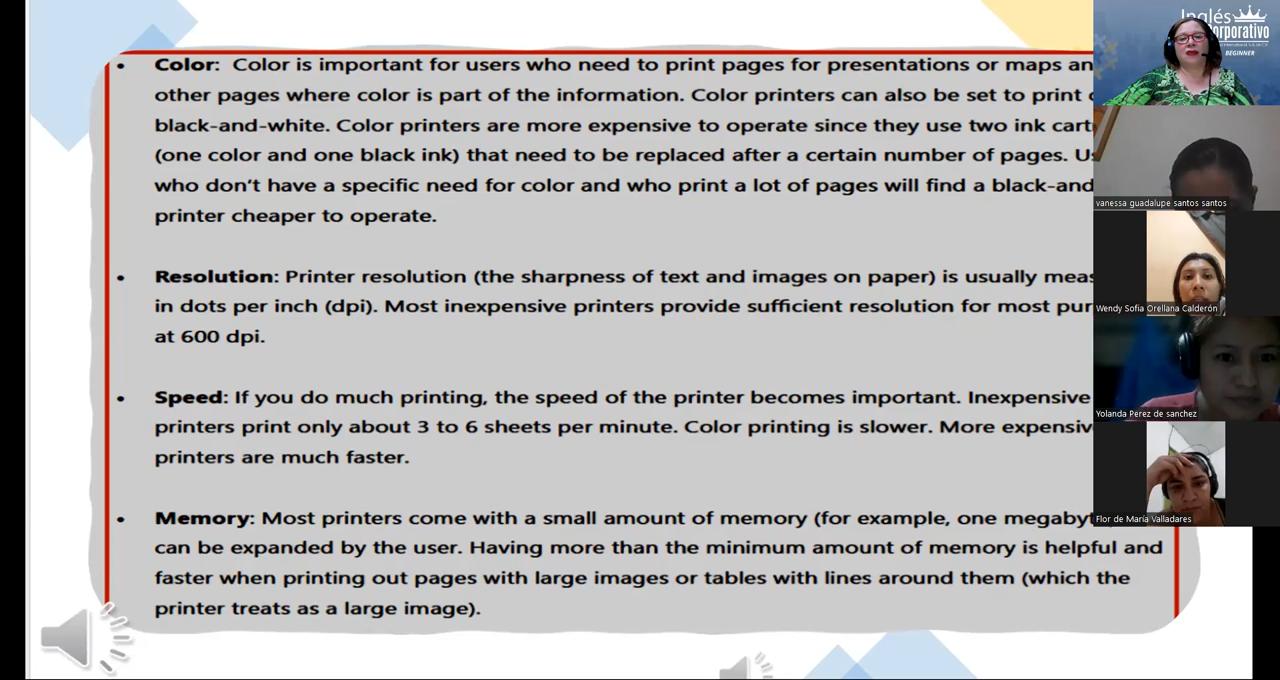 • Color: Color is important for users who need to print pages for presentations or maps an
other pages where color is part of the information. Color printers can also be set to print
black-and-white. Color printers are more expensive to operate since they use two ink cart
(one color and one black ink) that need to be replaced after a certain number of pages. U
who don't have a specific need for color and who print a lot of pages will find a black-and
printer cheaper to operate.
• Resolution: Printer resolution (the sharpness of text and images on paper) is usually meas
in dots per inch (dpi). Most inexpensive printers provide sufficient resolution for most pur
at 600 dpi.
• Speed: If you do much printing, the speed of the printer becomes important. Inexpensive
printers print only about 3 to 6 sheets per minute. Color printing is slower. More expensiv
printers are much faster.
• Memory: Most printers come with a small amount of memory (for example, one megabyt
can be expanded by the user. Having more than the minimum amount of memory is helpful and
faster when printing out pages with large images or tables with lines around them (which the
printer treats as a large image).
Inglés
orporativo
BEGINNER
vanessa guadalupe santos santos
Wendy Sofia Orellana Calderón
Yolanda Perez de sanchez
Flor de María Valladares